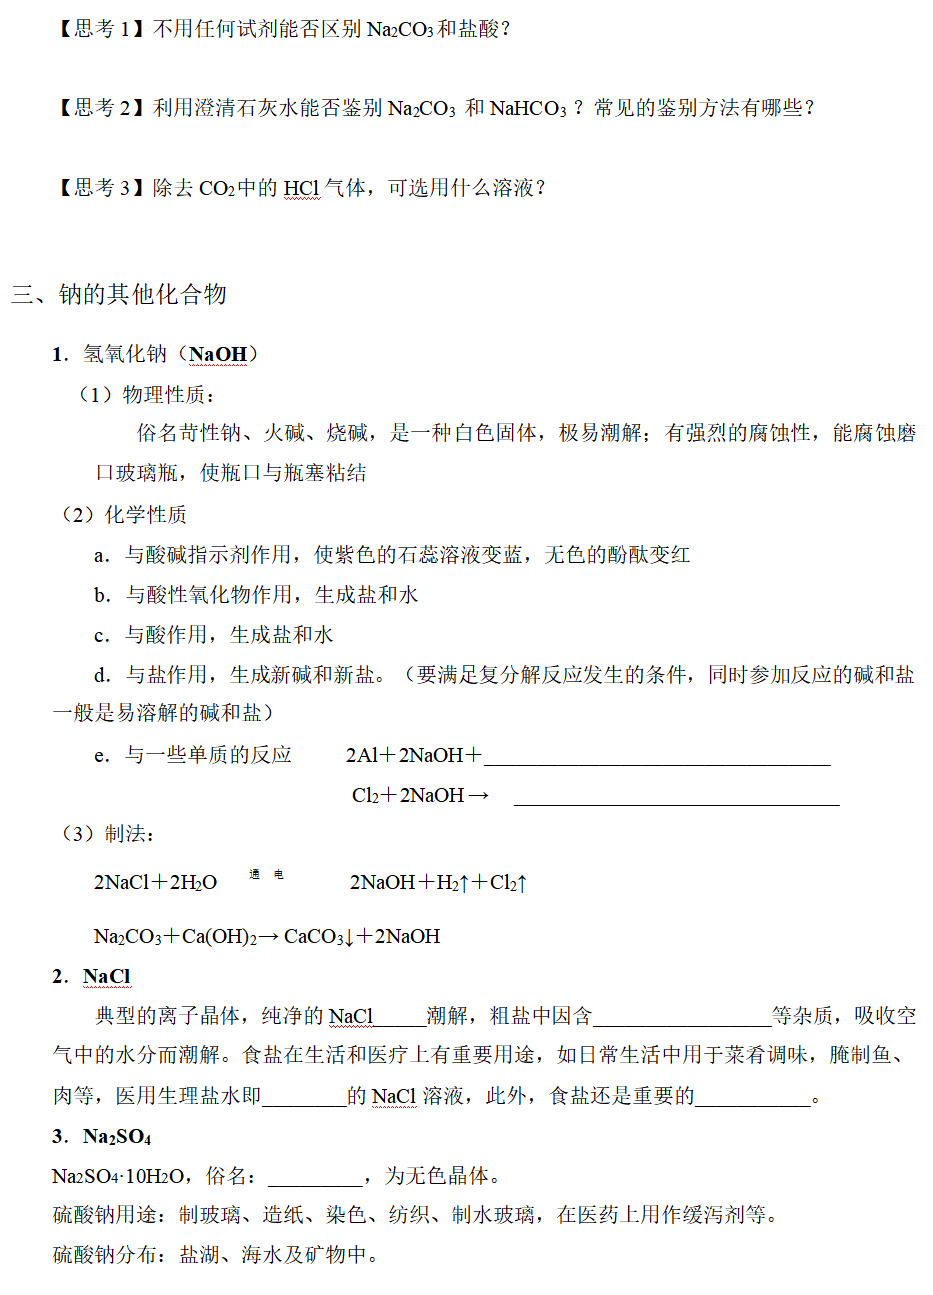 【思考 1】不用任何试剂能否区别 Na2CO3和盐酸？
【思考 2】利用澄清石灰水能否鉴别 Na2CO3 和 NaHCO3 ？常见的鉴别方法有哪些？
【思考 3】除去 CO2中的 HCl 气体，可选用什么溶液？
三、钠的其他化合物
1．氢氧化钠（NaOH）
（1）物理性质：
俗名苛性钠、火碱、烧碱，是一种白色固体，极易潮解；有强烈的腐蚀性，能腐蚀磨
口玻璃瓶，使瓶口与瓶塞粘结
（2）化学性质
a．与酸碱指示剂作用，使紫色的石蕊溶液变蓝，无色的酚酞变红
b．与酸性氧化物作用，生成盐和水
c．与酸作用，生成盐和水
d．与盐作用，生成新碱和新盐。（要满足复分解反应发生的条件，同时参加反应的碱和盐
一般是易溶解的碱和盐）
e．与一些单质的反应 2Al＋2NaOH＋_________________________________
Cl2＋2NaOH→ _______________________________
（3）制法：
2NaCl＋2H2O 通 电 2NaOH＋H2↑＋Cl2↑
Na2CO3＋Ca(OH)2→CaCO3↓＋2NaOH
2．NaCl
典型的离子晶体，纯净的 NaCl_____潮解，粗盐中因含_________________等杂质，吸收空
气中的水分而潮解。食盐在生活和医疗上有重要用途，如日常生活中用于菜肴调味，腌制鱼、
肉等，医用生理盐水即________的 NaCl 溶液，此外，食盐还是重要的___________。
3．Na2SO4
Na2SO4·10H2O，俗名：_________，为无色晶体。
硫酸钠用途：制玻璃、造纸、染色、纺织、制水玻璃，在医药上用作缓泻剂等。
硫酸钠分布：盐湖、海水及矿物中。